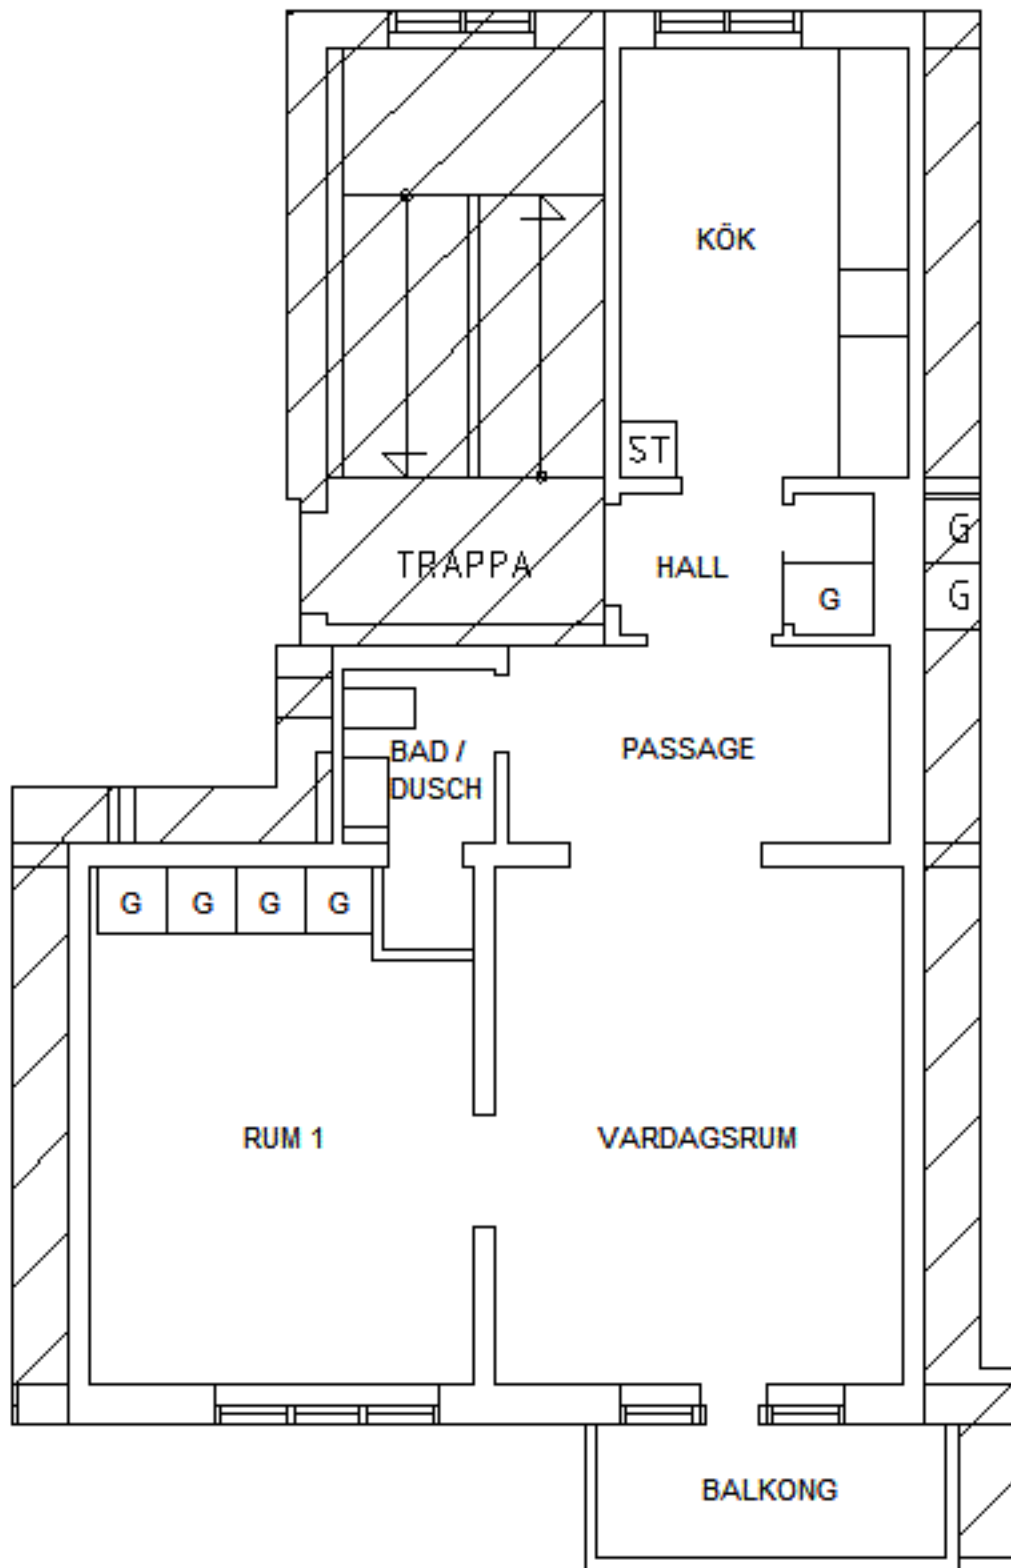 KÖK
ST
G
TRAPPA
HALL
G
G
BAD /
DUSCH
PASSAGE
G
G
G
G
RUM 1
VARDAGSRUM
BALKONG